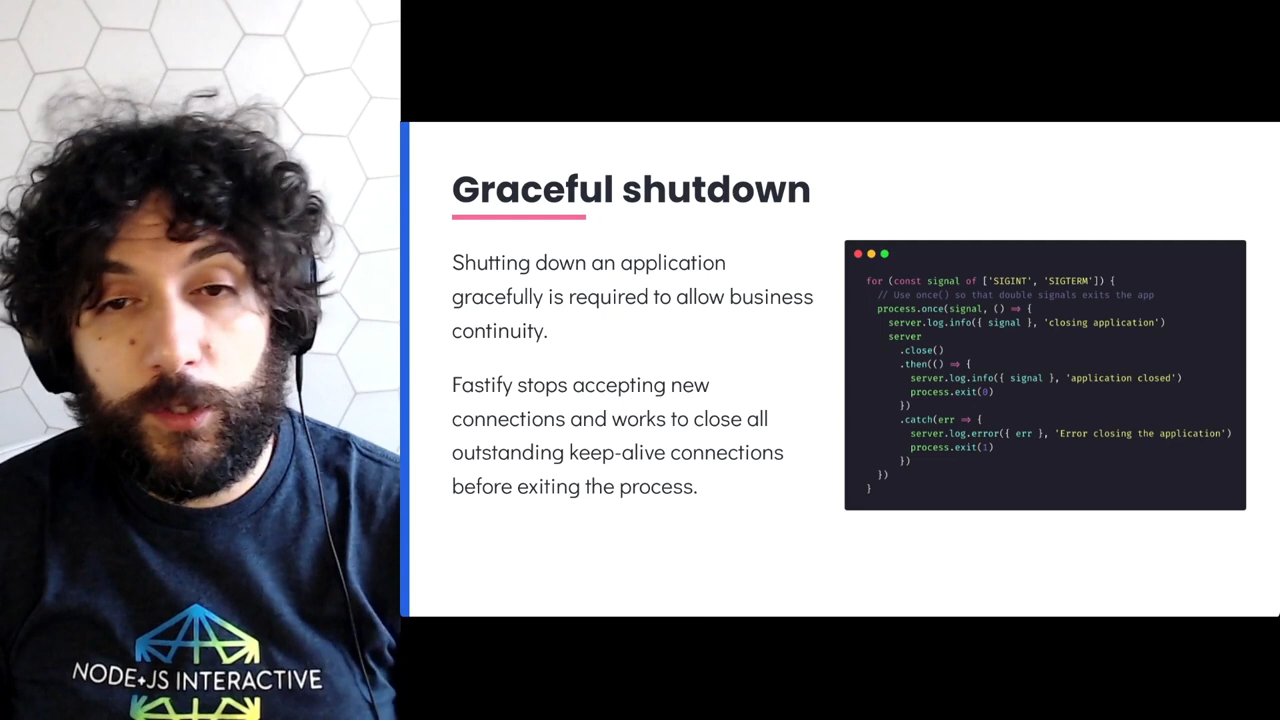 Graceful shutdown
Shutting down an application
gracefully is required to allow business
continuity.
Fastify stops accepting new
connections and works to close all
outstanding keep-alive connections
before exiting the process.
for (const signal of ['SIGINT', 'SIGTERM']) {
  // Use once() so that double signals exits the app
  process.once(signal, () => {
    server.log.info({ signal }, 'closing application')
    server
      .close()
      .then(() => {
        server.log.info({ signal }, 'application closed')
        process.exit(0)
      })
      .catch(err => {
        server.log.error({ err }, 'Error closing the application')
        process.exit(1)
      })
  })
}
NODE+JS INTERACTIVE